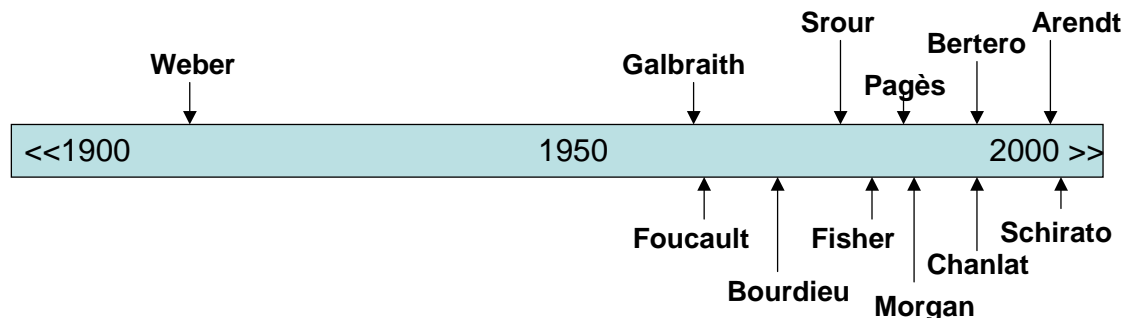 Srour
Arendt
Bertero
Weber
Galbraith
Pagès
<<1900
1950
2000 >>
Foucault
Fisher
Schirato
Chanlat
Bourdieu
Morgan